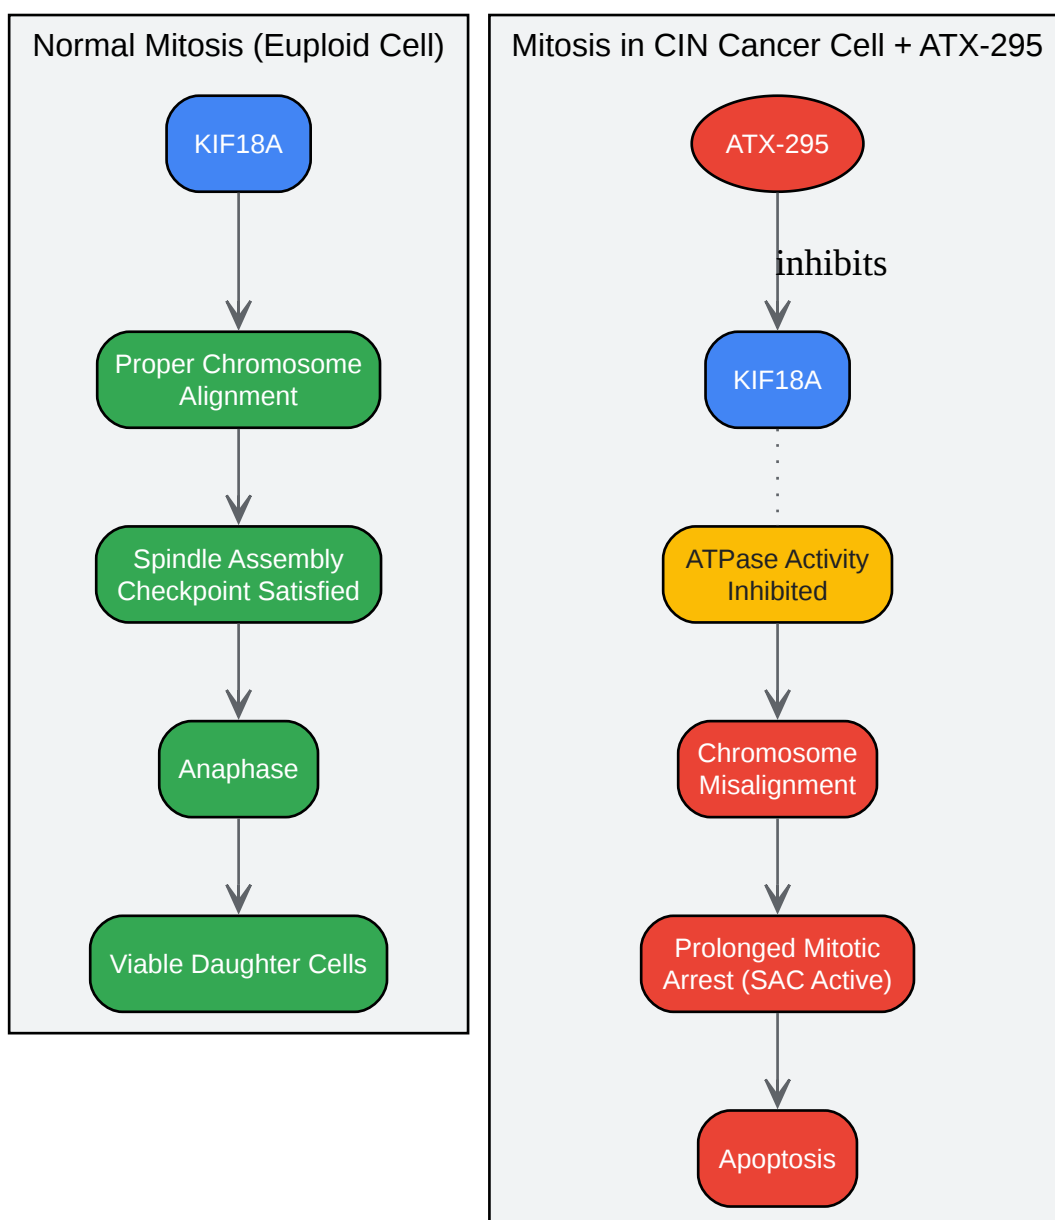 Normal Mitosis (Euploid Cell)
KIF18A
Proper Chromosome
Alignment
Spindle Assembly
Checkpoint Satisfied
Anaphase
Viable Daughter Cells
Mitosis in CIN Cancer Cell + ATX-295
ATX-295
inhibits
KIF18A
ATPase Activity
Inhibited
Chromosome
Misalignment
Prolonged Mitotic
Arrest (SAC Active)
Apoptosis